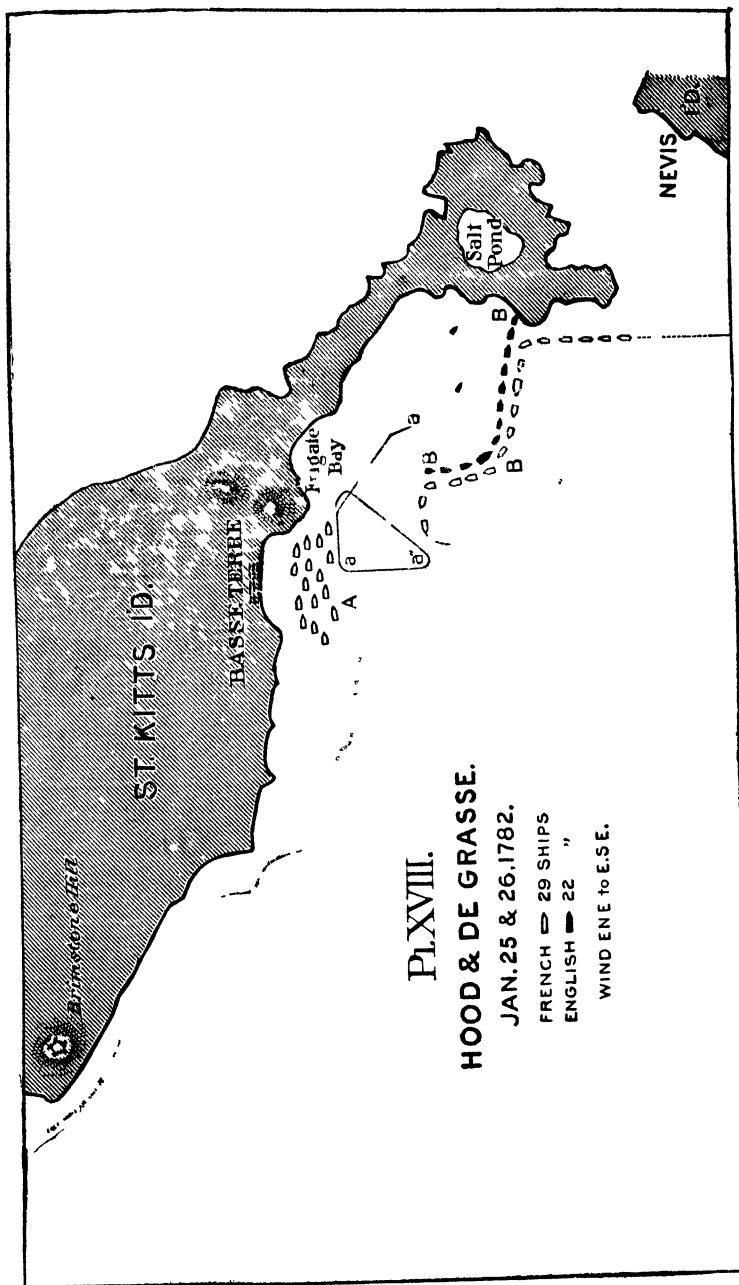 Brimstone Hill
ST. KITTS ID.
BASSE TERRE
Frigate
Bay
Salt
Pond
NEVIS
ID.
A
a
a"
a
B
B
B
PL.XVIII.
HOOD & DE GRASSE.
JAN. 25 & 26, 1782.
FRENCH 29 SHIPS
ENGLISH 22 "
WIND ENE to E.S.E.